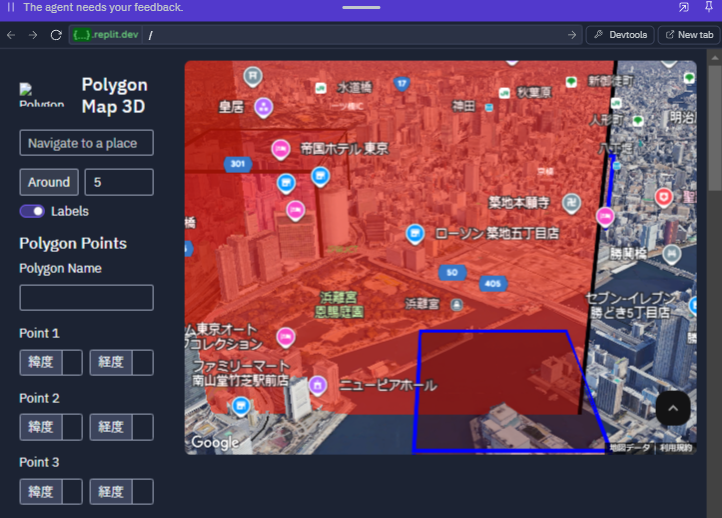 The agent needs your feedback.
{...}.replit.dev /
Devtools
New tab
Polygon
Polygon
Map 3D
Navigate to a place
Around 5
Labels
Polygon Points
Polygon Name
Point 1
緯度 経度
Point 2
緯度 経度
Point 3
緯度 経度
水道橋
17
新御徒町
秋葉原
皇居
神田
人形町
明治
帝国ホテル 東京
八丁堀
301
京橋
橋
築地本願寺
聖
ローソン 築地五丁目店
勝鬨橋
50
405
浜離宮
恩賜庭園
浜離宮
セブン-イレブン
勝どき5丁目店
ム東京オート
コレクション
ファミリーマート
南山堂竹芝駅前店
ニューピアホール
Google
地図データ
利用規約